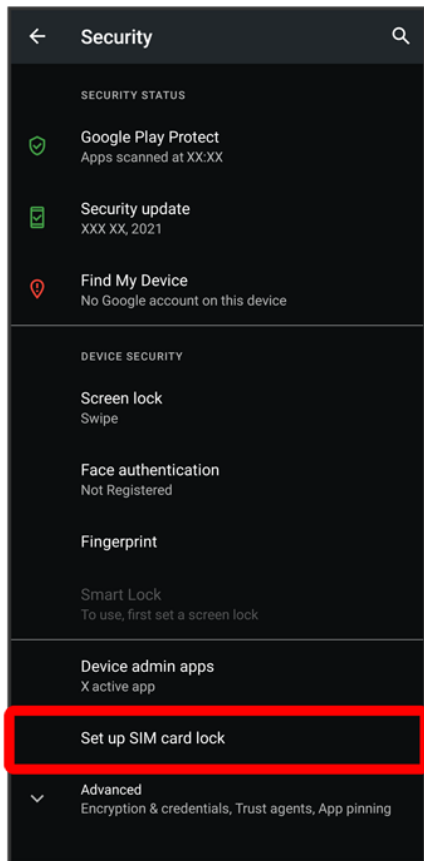 Security
SECURITY STATUS
Google Play Protect
Apps scanned at XX:XX
Security update
XXX XX, 2021
Find My Device
No Google account on this device
DEVICE SECURITY
Screen lock
Swipe
Face authentication
Not Registered
Fingerprint
Smart Lock
To use, first set a screen lock
Device admin apps
X active app
Set up SIM card lock
Advanced
Encryption & credentials, Trust agents, App pinning